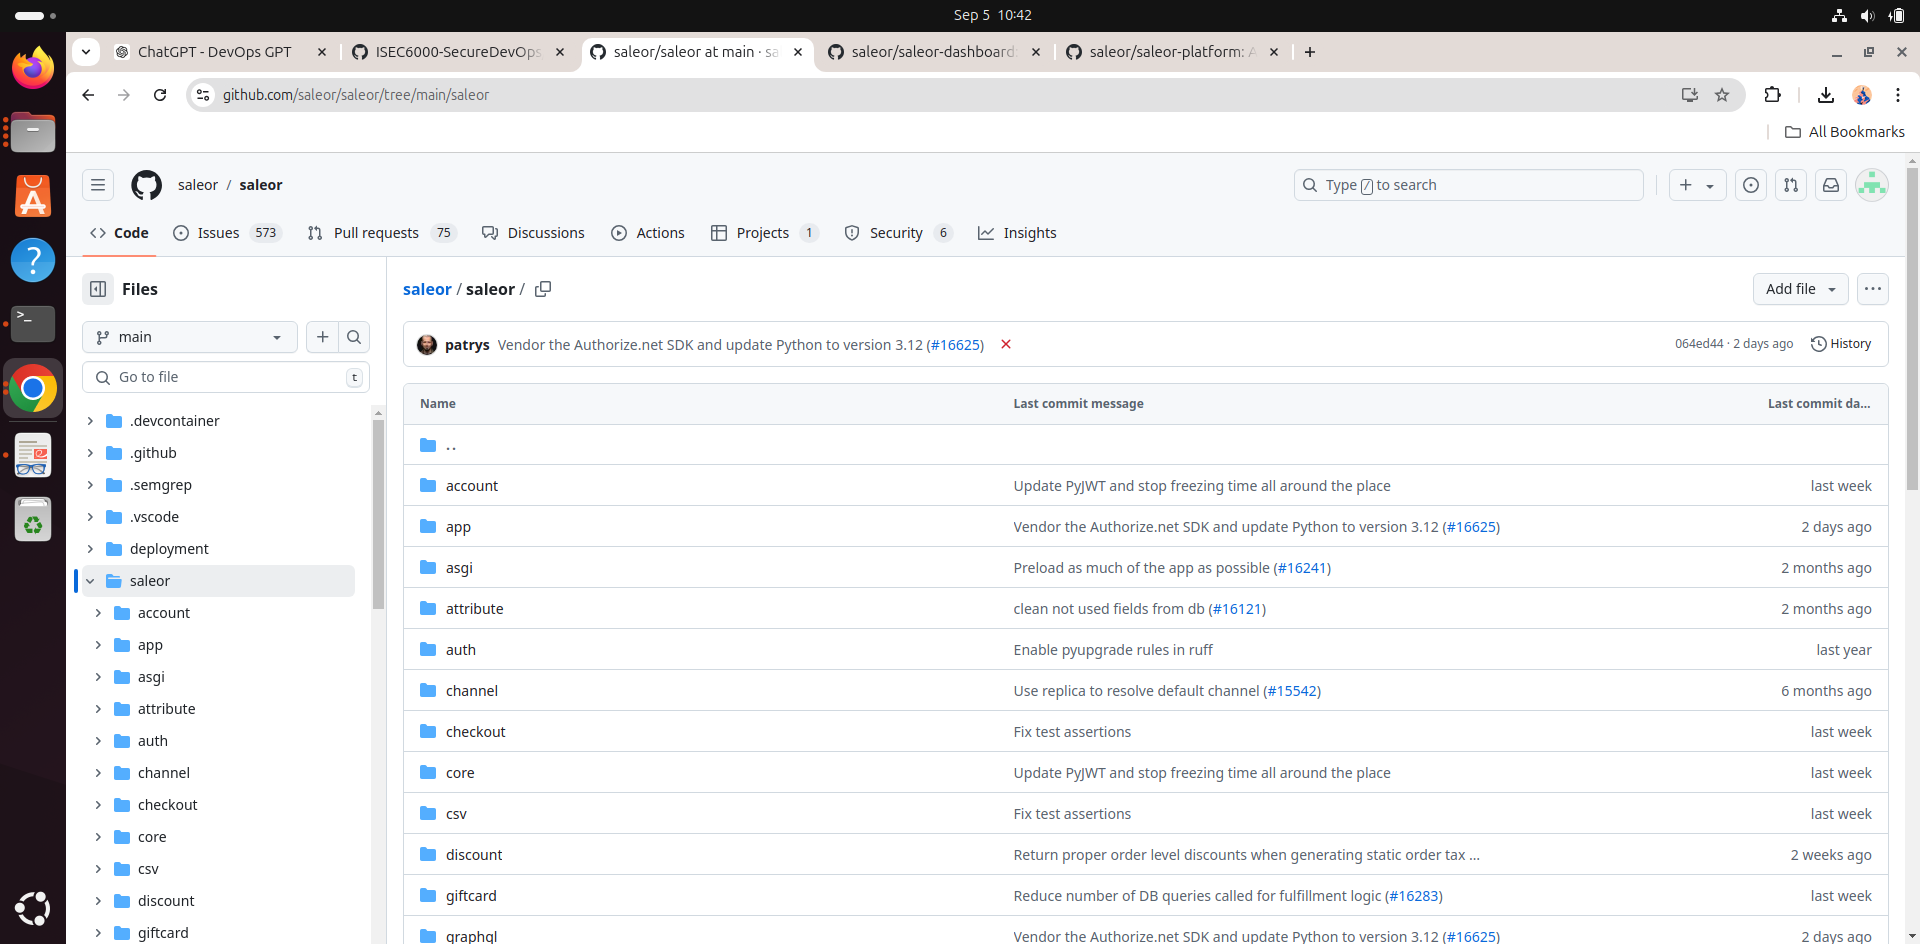 Sep 5 10:42
ChatGPT - DevOps GPT
ISEC6000-SecureDevOps
saleor/saleor at main · sa
saleor/saleor-dashboard:
saleor/saleor-platform: A
github.com/saleor/saleor/tree/main/saleor
All Bookmarks
saleor / saleor
Type / to search
Code
Issues 573
Pull requests 75
Discussions
Actions
Projects 1
Security 6
Insights
Files
main
Go to file
t
.devcontainer
.github
.semgrep
.vscode
deployment
saleor
account
app
asgi
attribute
auth
channel
checkout
core
csv
discount
giftcard
saleor / saleor /
Add file
patrys Vendor the Authorize.net SDK and update Python to version 3.12 (#16625)
064ed44 · 2 days ago
History
Name Last commit message Last commit da...
..
account Update PyJWT and stop freezing time all around the place last week
app Vendor the Authorize.net SDK and update Python to version 3.12 (#16625) 2 days ago
asgi Preload as much of the app as possible (#16241) 2 months ago
attribute clean not used fields from db (#16121) 2 months ago
auth Enable pyupgrade rules in ruff last year
channel Use replica to resolve default channel (#15542) 6 months ago
checkout Fix test assertions last week
core Update PyJWT and stop freezing time all around the place last week
csv Fix test assertions last week
discount Return proper order level discounts when generating static order tax ... 2 weeks ago
giftcard Reduce number of DB queries called for fulfillment logic (#16283) last week
graphql Vendor the Authorize.net SDK and update Python to version 3.12 (#16625) 2 days ago